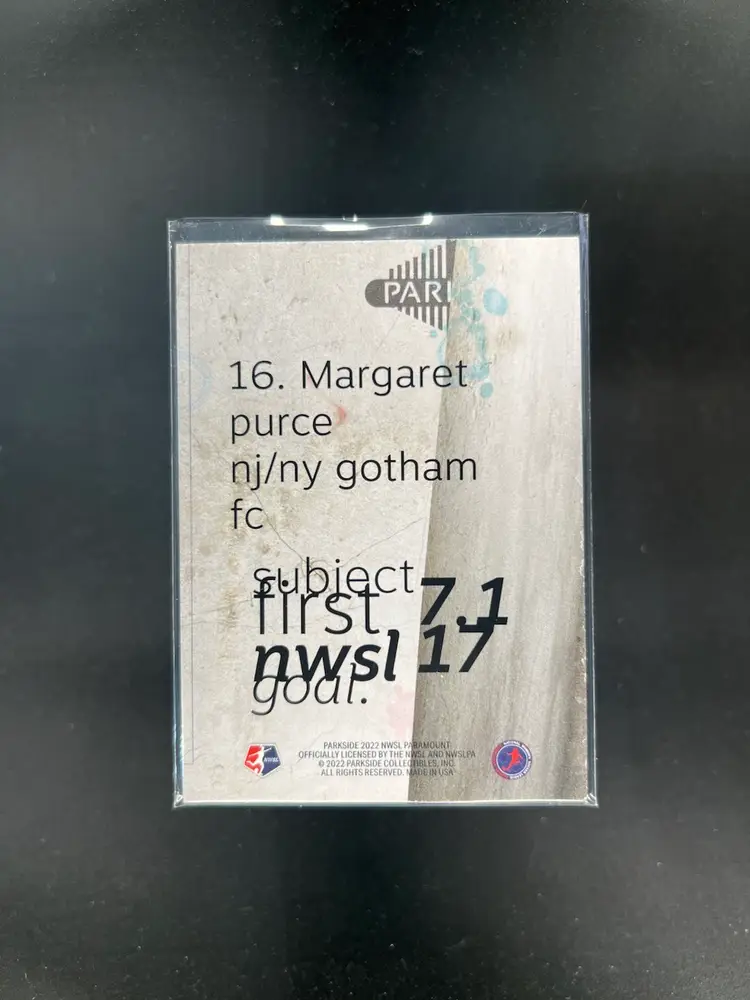 PARK
16. Margaret
purce
nj/ny gotham
fc
subject
first 7.1
nwsl 17
goal.
PARKSIDE 2022 NWSL PARAMOUNT
OFFICIALLY LICENSED BY THE NWSL AND NWSLPA
© 2022 PARKSIDE COLLECTIBLES, INC.
ALL RIGHTS RESERVED. MADE IN USA